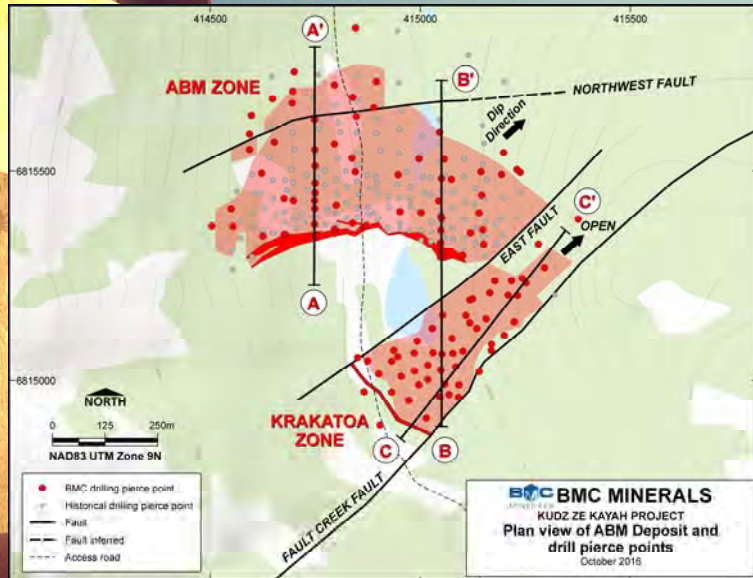 414500
415000
415500
A'
ABM ZONE
B'
NORTHWEST FAULT
Dip
Direction
6815500
C'
EAST FAULT
OPEN
A
6815000
NORTH
0 125 250m
NAD83 UTM Zone 9N
KRAKATOA
ZONE
C
B
FAULT CREEK FAULT
BMC drilling pierce point
Historical drilling pierce point
Fault
Fault inferred
Access road
BMC BMC MINERALS
KUDZ ZE KAYAH PROJECT
Plan view of ABM Deposit and
drill pierce points
October 2016